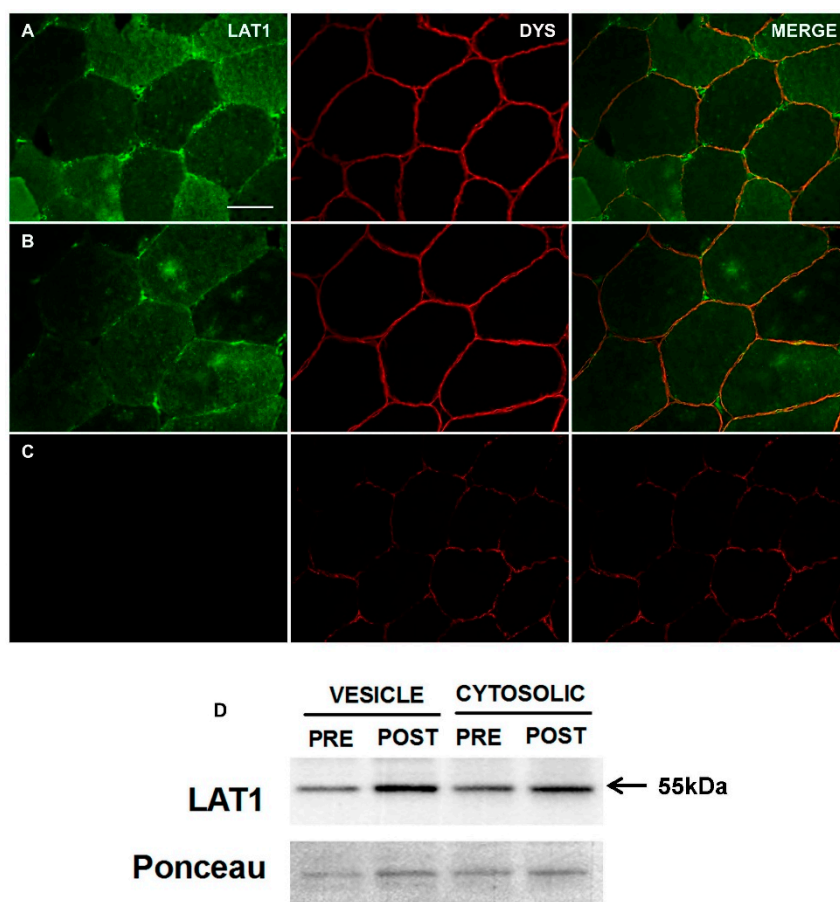 A LAT1 DYS MERGE
B
C
D VESICLE CYTOSOLIC
PRE POST PRE POST
LAT1 55kDa
Ponceau